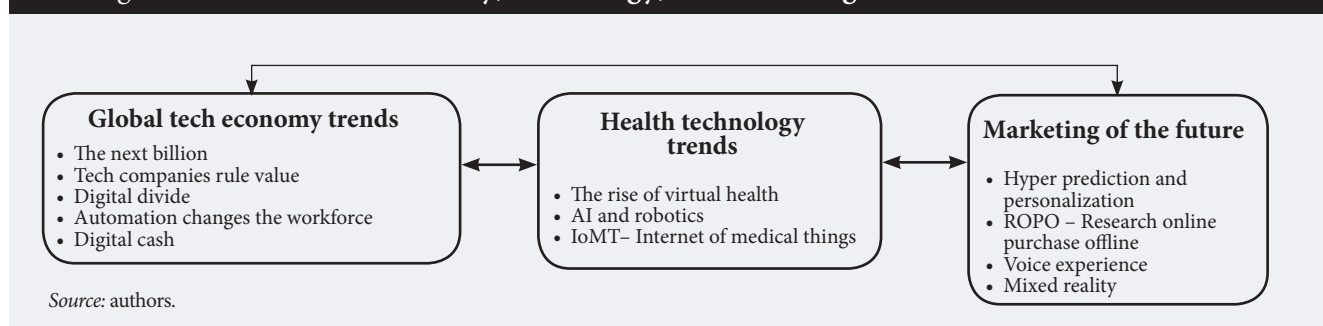 Global tech economy trends
• The next billion
• Tech companies rule value
• Digital divide
• Automation changes the workforce
• Digital cash
Health technology
trends
• The rise of virtual health
• AI and robotics
• IoMT– Internet of medical things
Marketing of the future
• Hyper prediction and
personalization
• ROPO – Research online
purchase offline
• Voice experience
• Mixed reality
Source: authors.